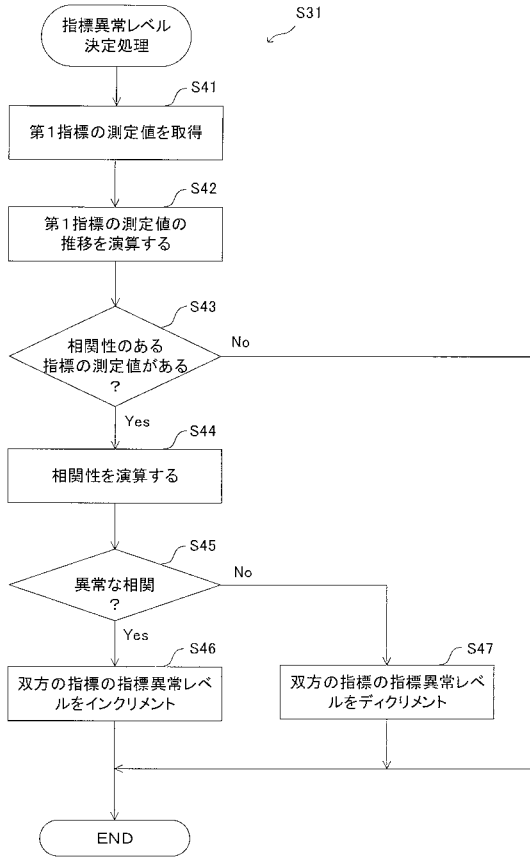 指標異常レベル
決定処理
S31
S41
第1指標の測定値を取得
S42
第1指標の測定値の
推移を演算する
S43
相関性のある
指標の測定値がある
?
No
Yes
S44
相関性を演算する
S45
異常な相関
?
No
Yes
S46
双方の指標の指標異常レベ
ルをインクリメント
S47
双方の指標の指標異常レベ
ルをディクリメント
END